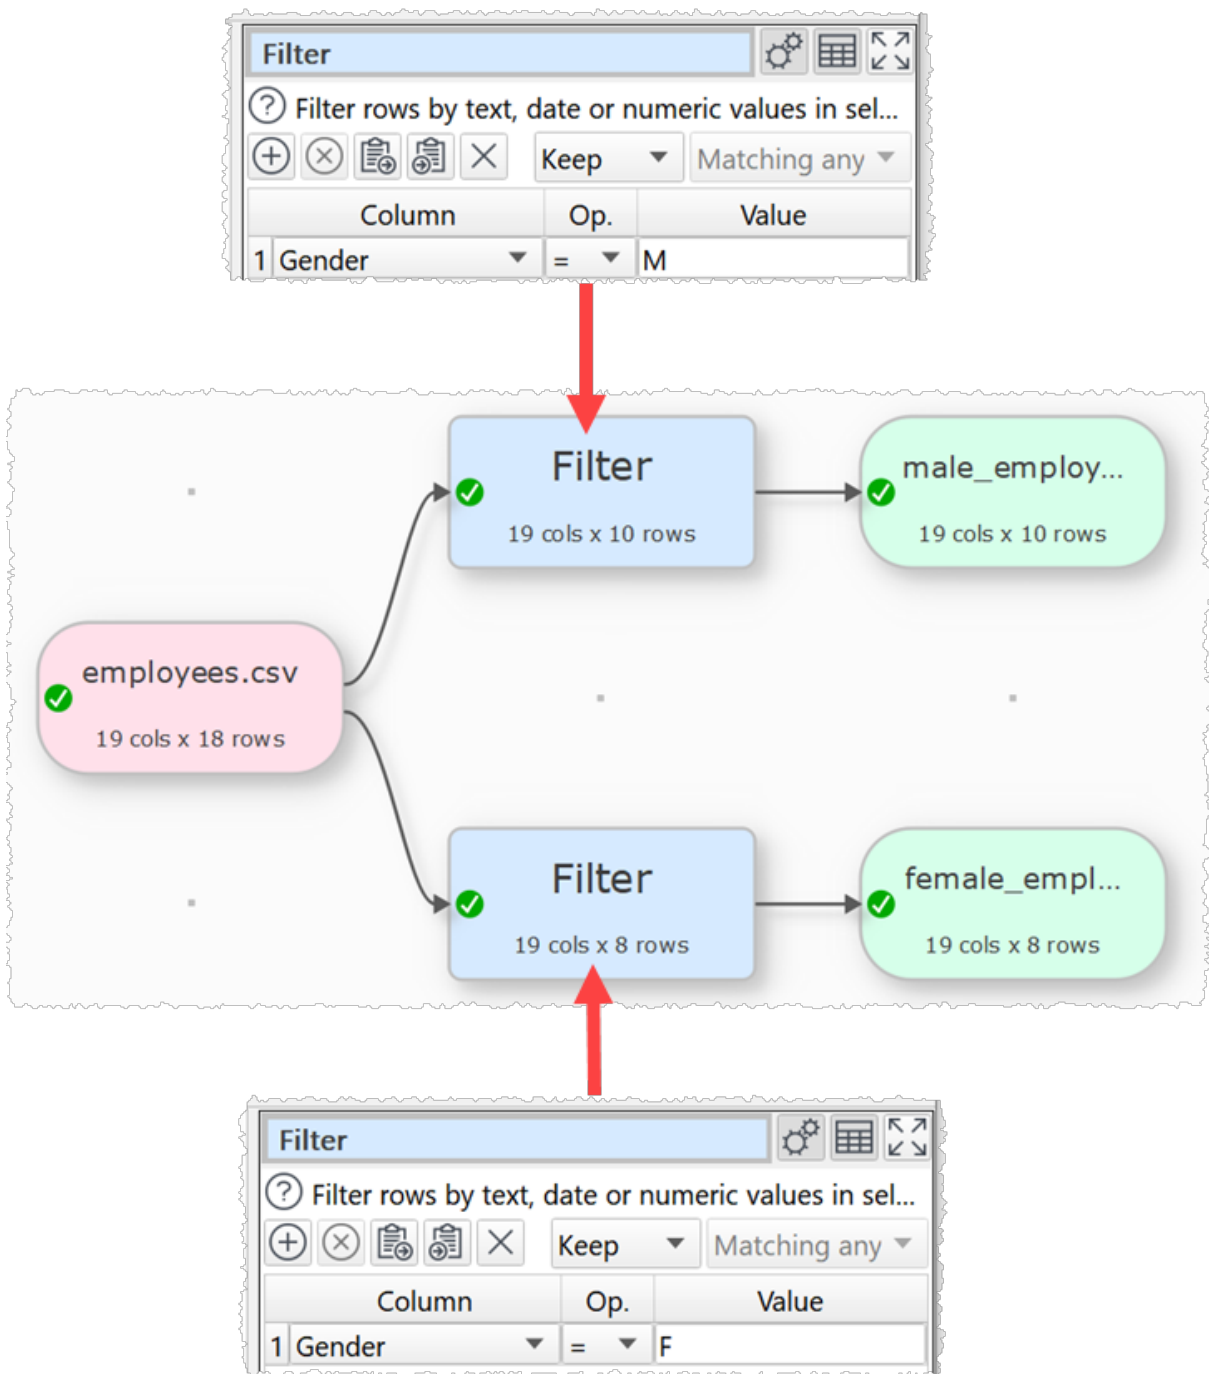 Filter
Filter rows by text, date or numeric values in sel...
Keep Matching any
Column Op. Value
1 Gender = M
Filter
19 cols x 10 rows
male_employ...
19 cols x 10 rows
employees.csv
19 cols x 18 rows
Filter
19 cols x 8 rows
female_empl...
19 cols x 8 rows
Filter
Filter rows by text, date or numeric values in sel...
Keep Matching any
Column Op. Value
1 Gender = F